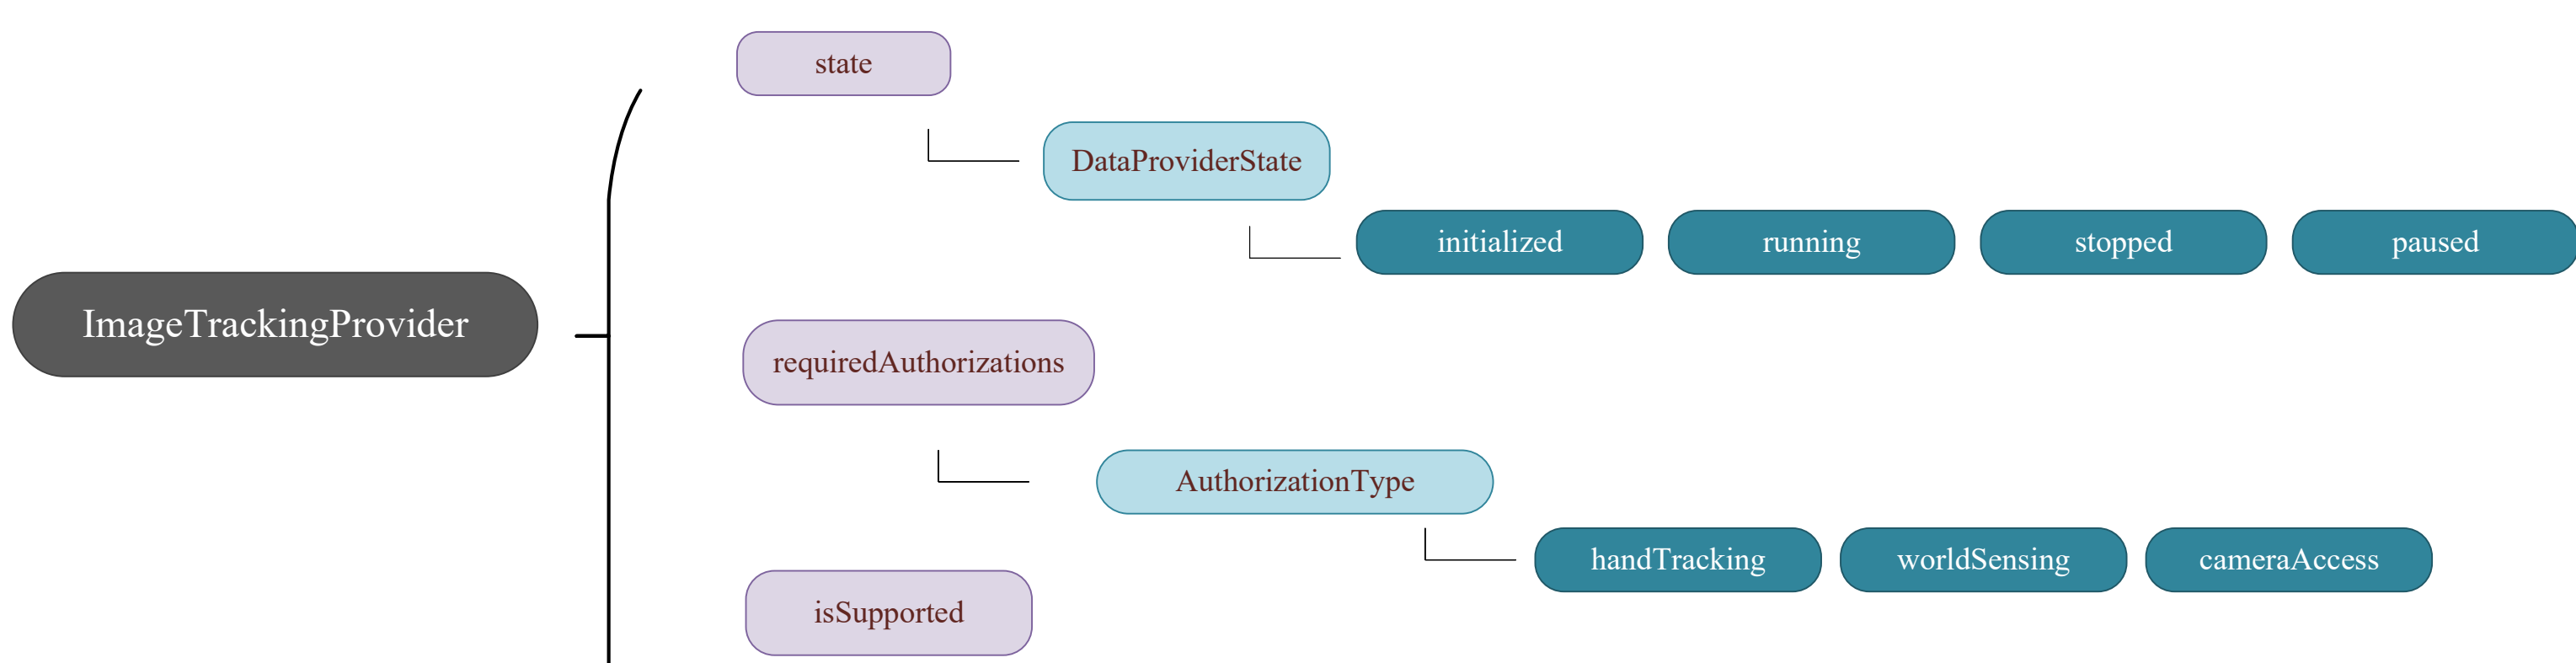 state
DataProviderState
initialized running stopped paused
ImageTrackingProvider
requiredAuthorizations
AuthorizationType
handTracking worldSensing cameraAccess
isSupported